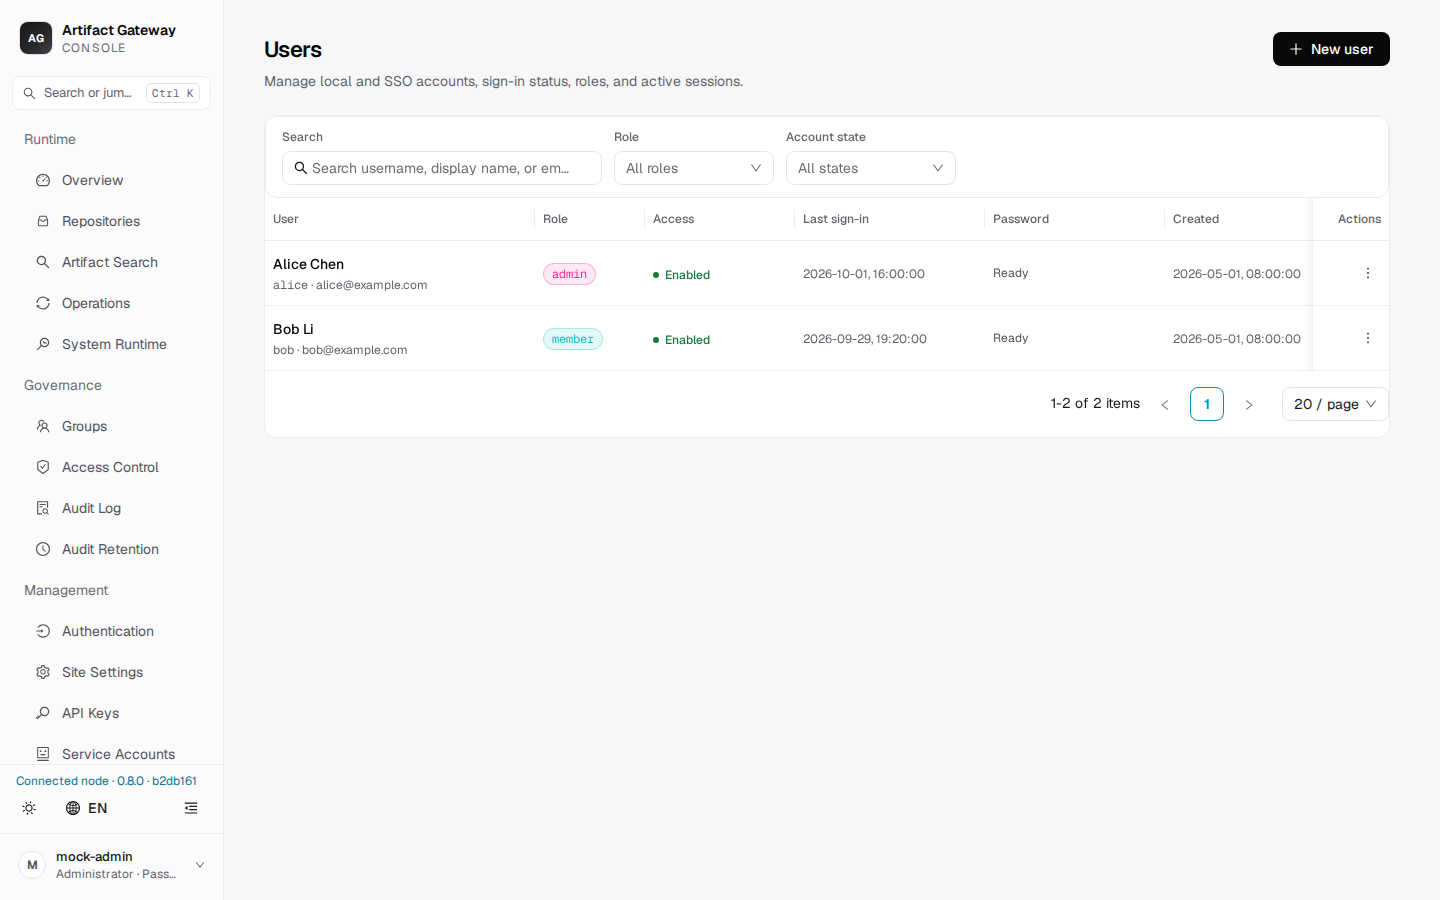 AG
Artifact Gateway
CONSOLE
Search or jum...
Ctrl K
Runtime
Overview
Repositories
Artifact Search
Operations
System Runtime
Governance
Groups
Access Control
Audit Log
Audit Retention
Management
Authentication
Site Settings
API Keys
Service Accounts
Connected node · 0.8.0 · b2db161
EN
M
mock-admin
Administrator · Pass...
Users
New user
Manage local and SSO accounts, sign-in status, roles, and active sessions.
Search
Role
Account state
Search username, display name, or em...
All roles
All states
User
Role
Access
Last sign-in
Password
Created
Actions
Alice Chen
alice · alice@example.com
admin
Enabled
2026-10-01, 16:00:00
Ready
2026-05-01, 08:00:00
Bob Li
bob · bob@example.com
member
Enabled
2026-09-29, 19:20:00
Ready
2026-05-01, 08:00:00
1-2 of 2 items
1
20 / page